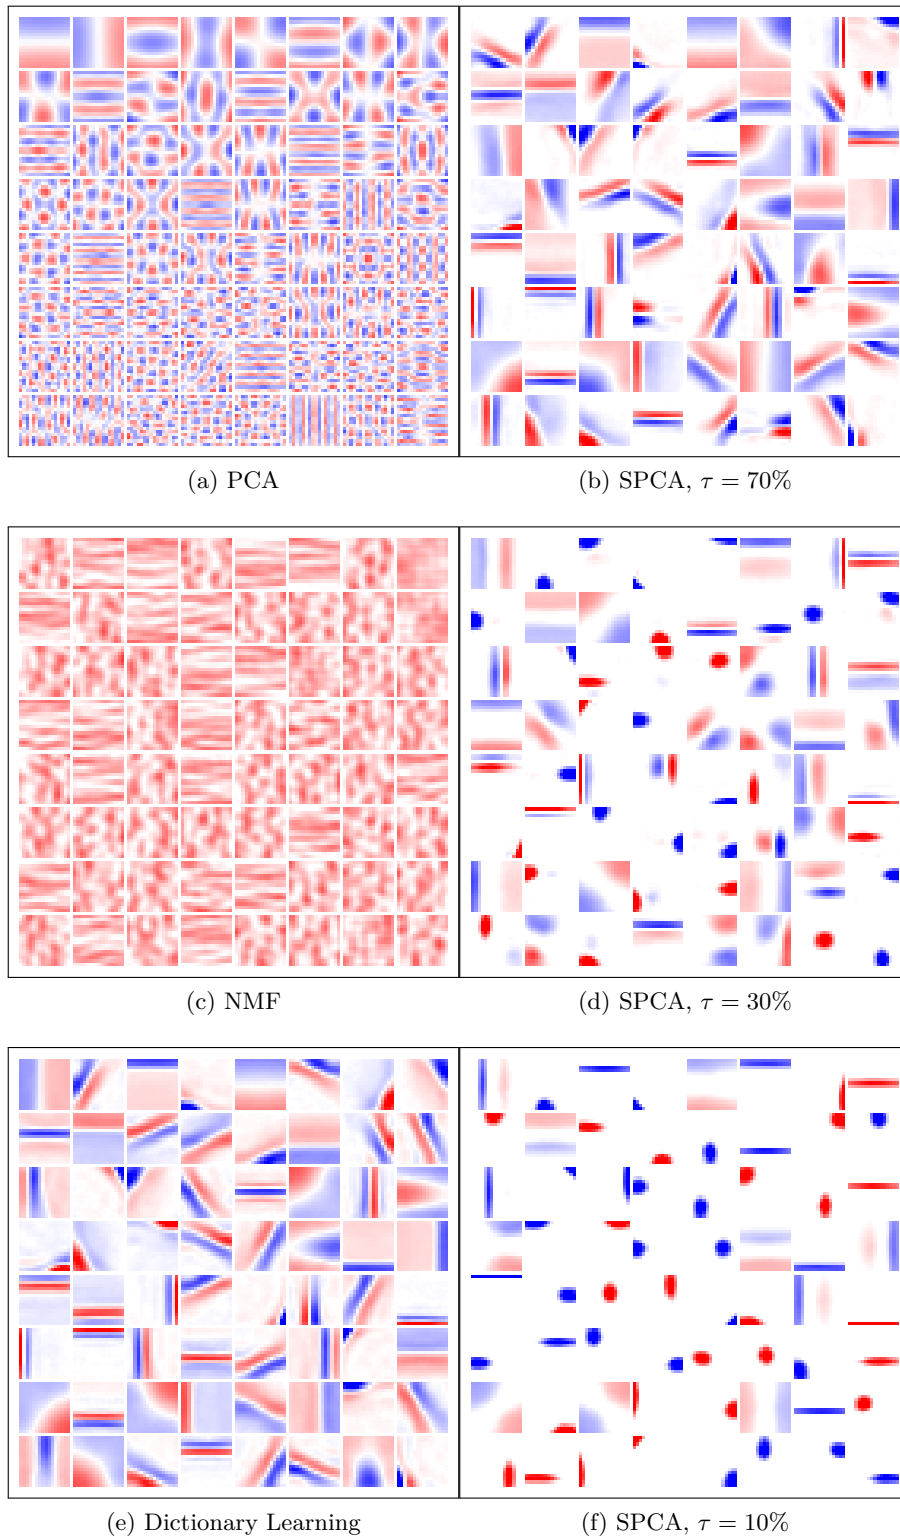 (a) PCA
(b) SPCA, τ = 70%
(c) NMF
(d) SPCA, τ = 30%
(e) Dictionary Learning
(f) SPCA, τ = 10%